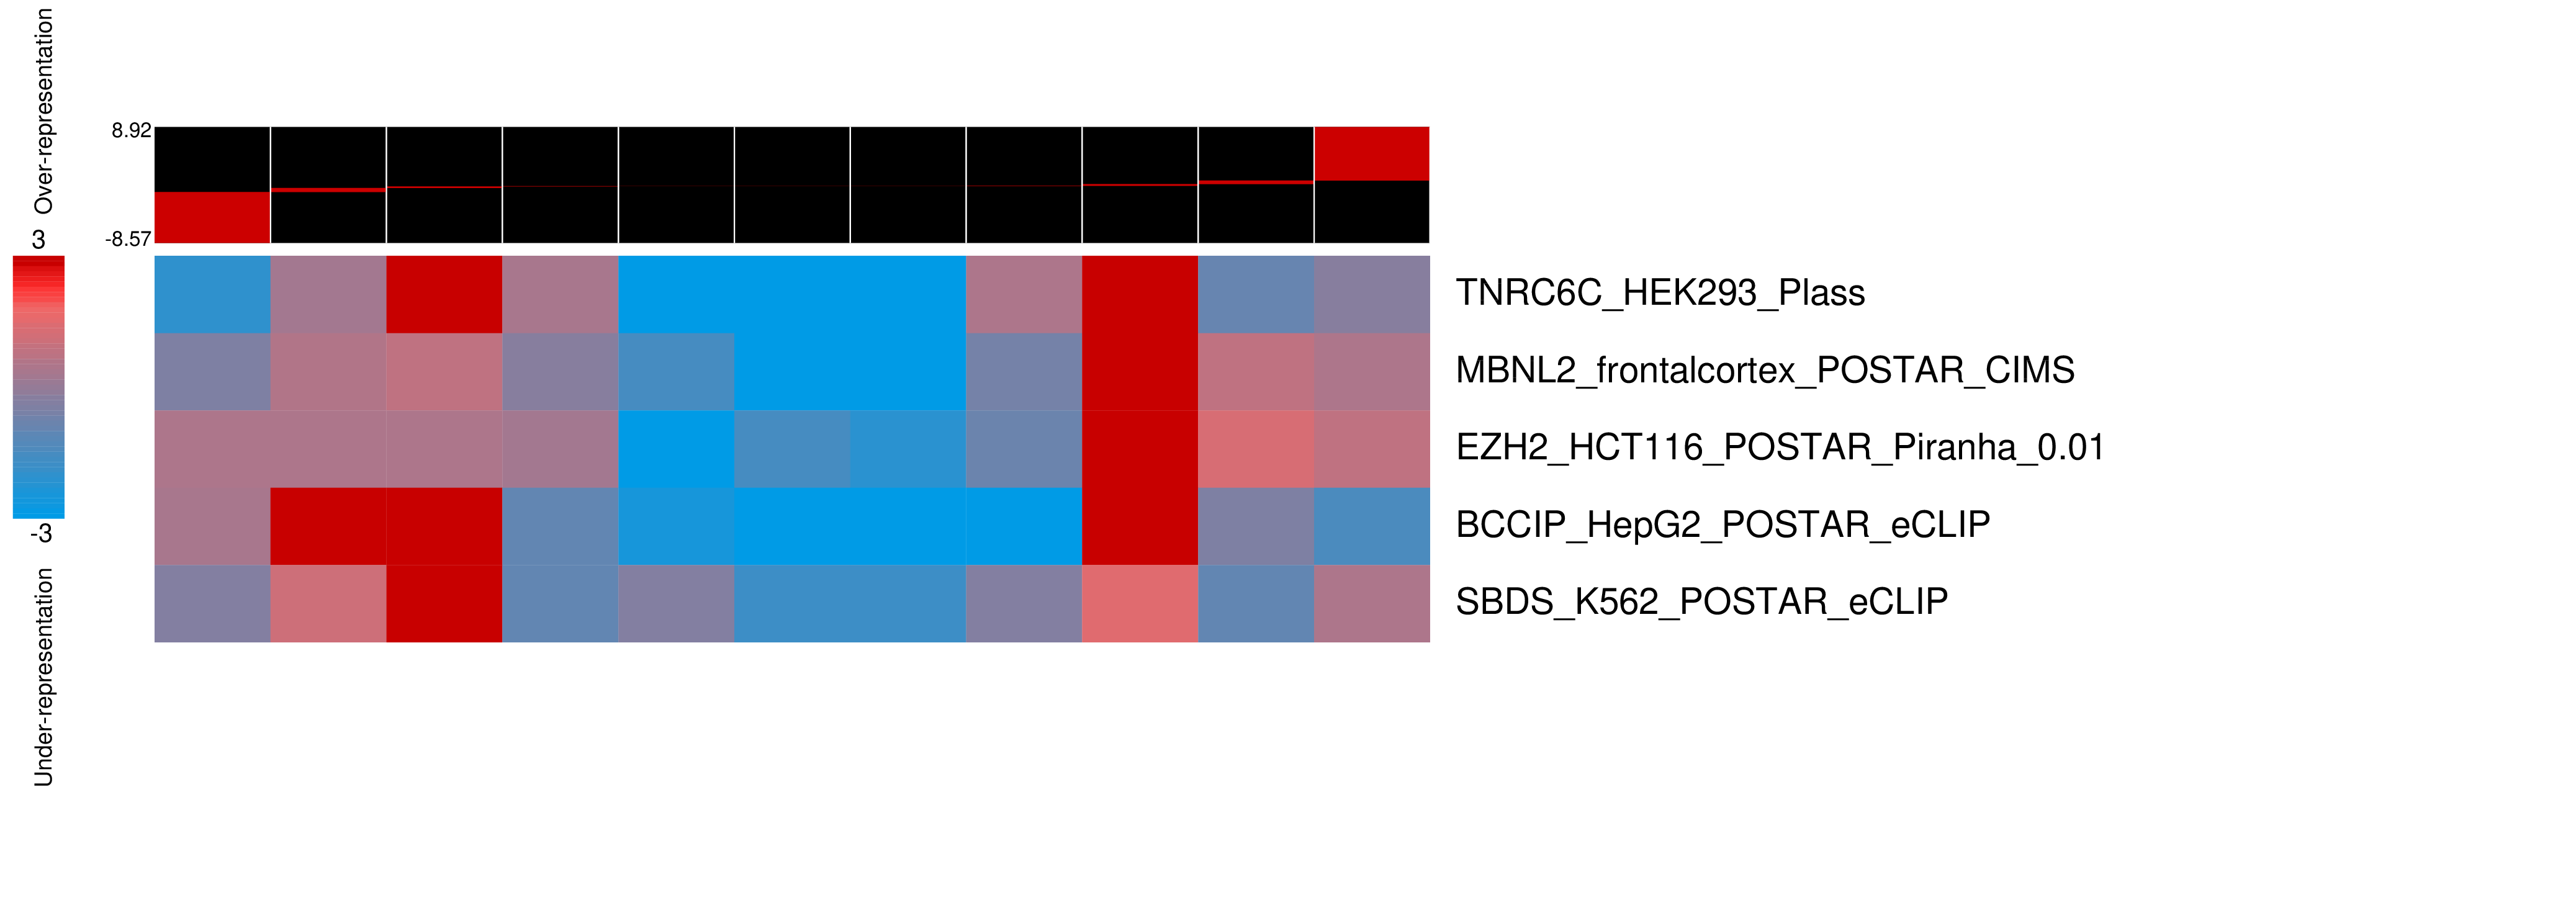 Over-representation
3
-3
Under-representation
8.92
-8.57
TNRC6C_HEK293_Plass
MBNL2_frontalcortex_POSTAR_CIMS
EZH2_HCT116_POSTAR_Piranha_0.01
BCCIP_HepG2_POSTAR_eCLIP
SBDS_K562_POSTAR_eCLIP